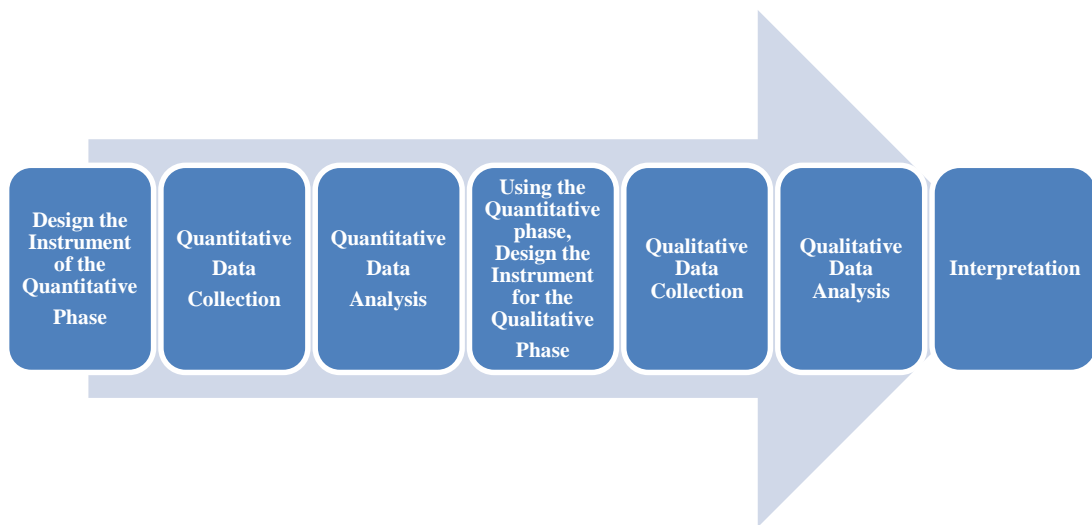 Design the
Instrument
of the
Quantitative
Phase
Quantitative
Data
Collection
Quantitative
Data
Analysis
Using the
Quantitative
phase,
Design the
Instrument
for the
Qualitative
Phase
Qualitative
Data
Collection
Qualitative
Data
Analysis
Interpretation